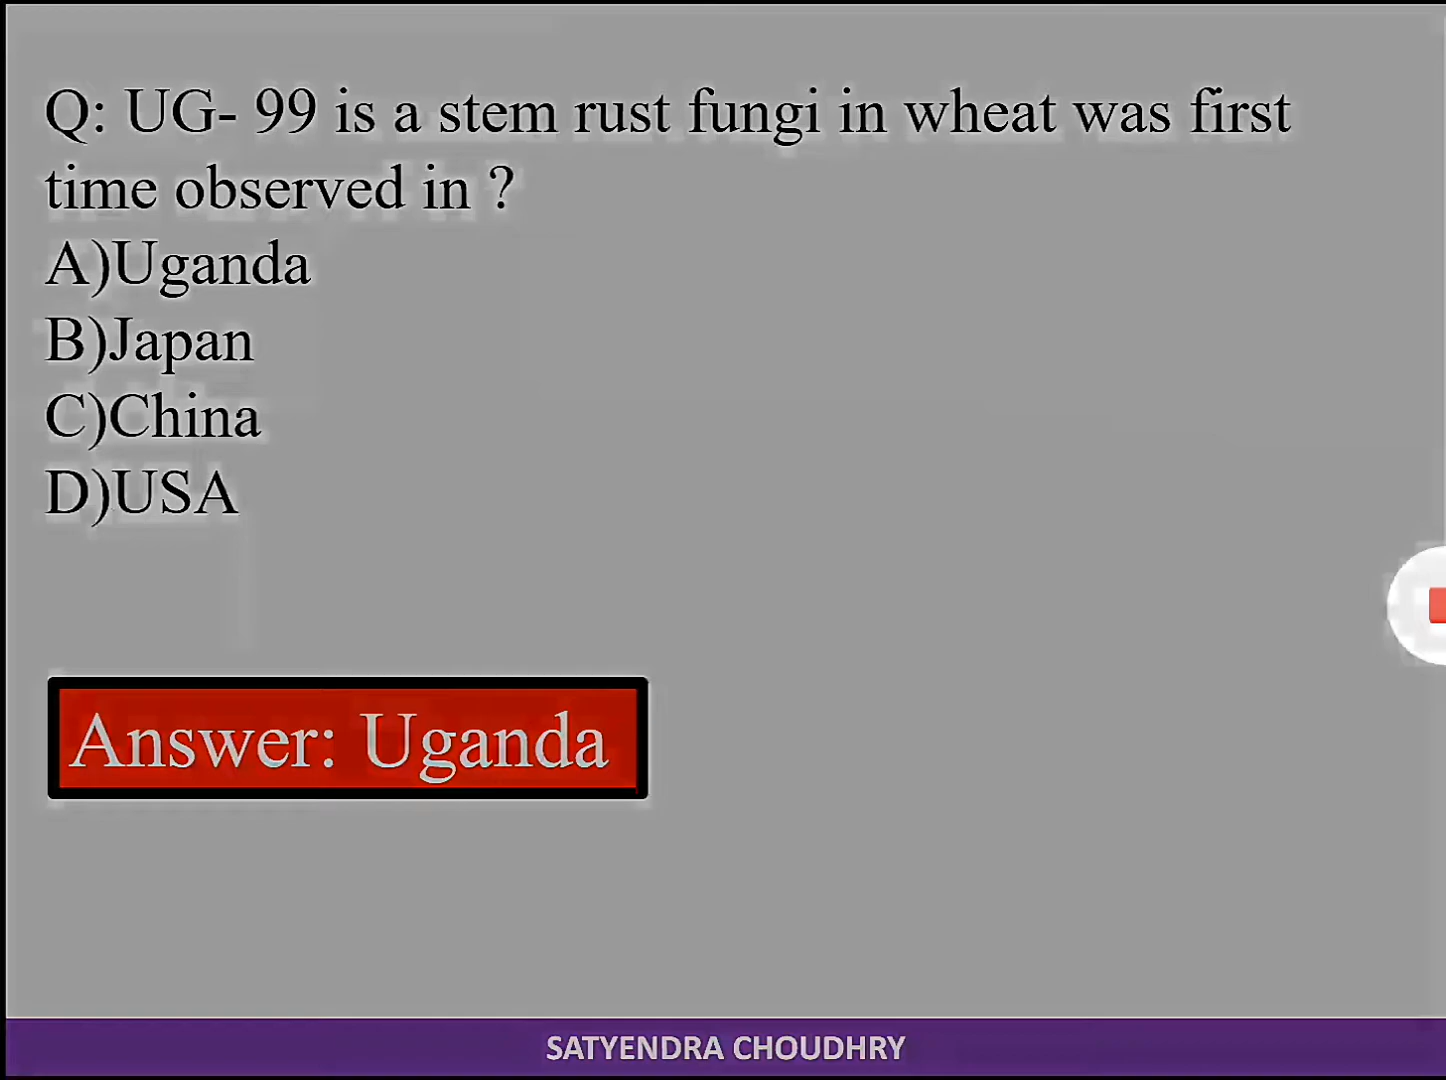 Q: UG- 99 is a stem rust fungi in wheat was first
time observed in ?
A)Uganda
B)Japan
C)China
D)USA
Answer: Uganda
SATYENDRA CHOUDHRY